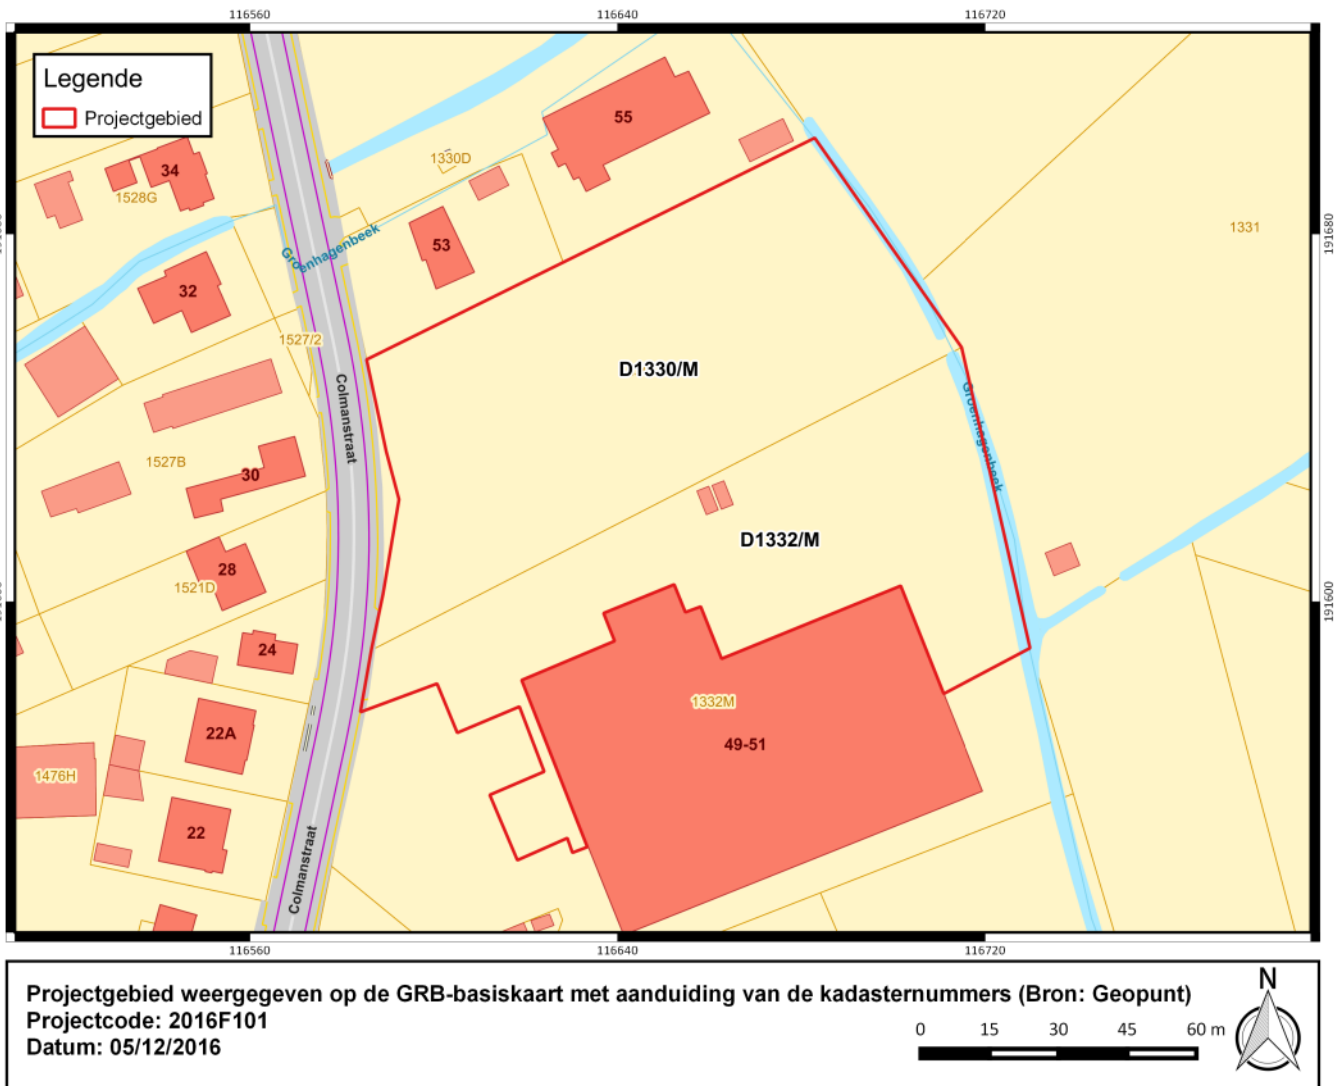 116560 116640 116720
Legende
Projectgebied
55
1330D
34
1528G
53
Groenhagenbeek
1331
191680
191680
32
1527/2
D1330/M
Colmanstraat
Groenhagenbeek
1527B
30
D1332/M
28
1521D
191600
191600
24
1332M
22A
49-51
1476H
22
Colmanstraat
116560 116640 116720
Projectgebied weergegeven op de GRB-basiskaart met aanduiding van de kadasternummers (Bron: Geopunt)
Projectcode: 2016F101
Datum: 05/12/2016
0 15 30 45 60 m
N